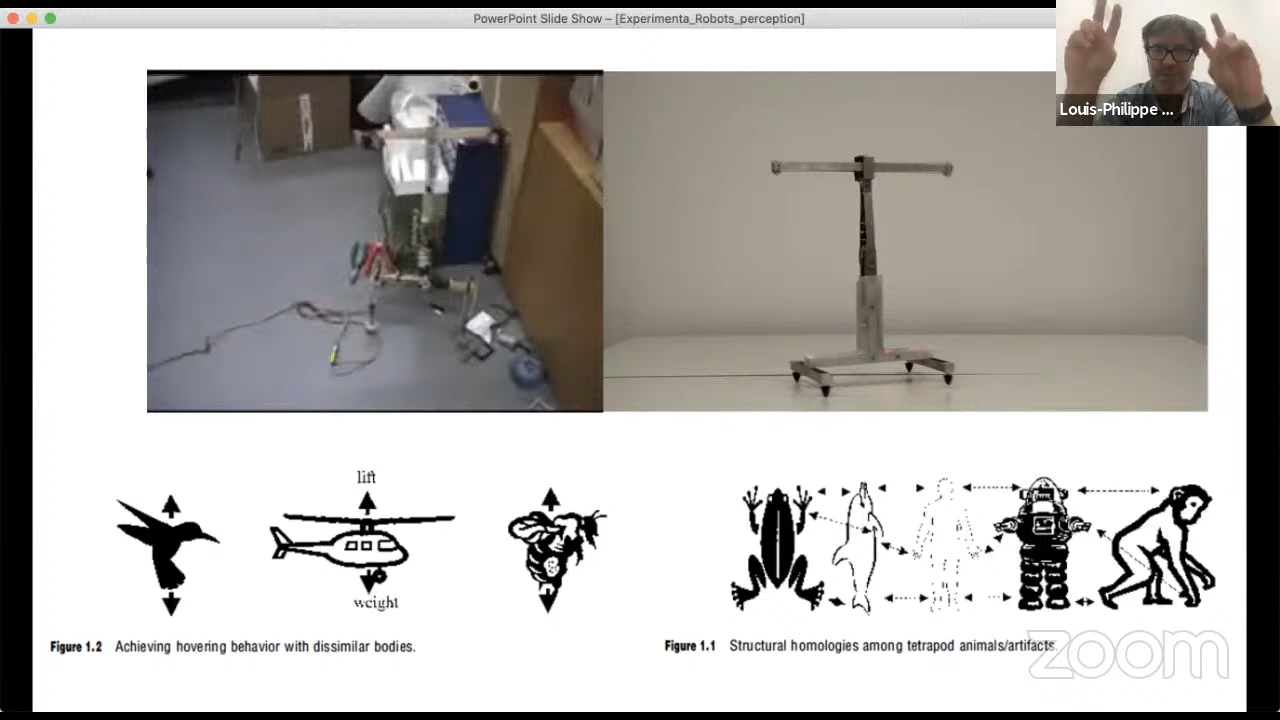 PowerPoint Slide Show – [Experimenta_Robots_perception]
Louis-Philippe ...
lift
weight
Figure 1.2 Achieving hovering behavior with dissimilar bodies.
Figure 1.1 Structural homologies among tetrapod animals/artifacts.
zoom